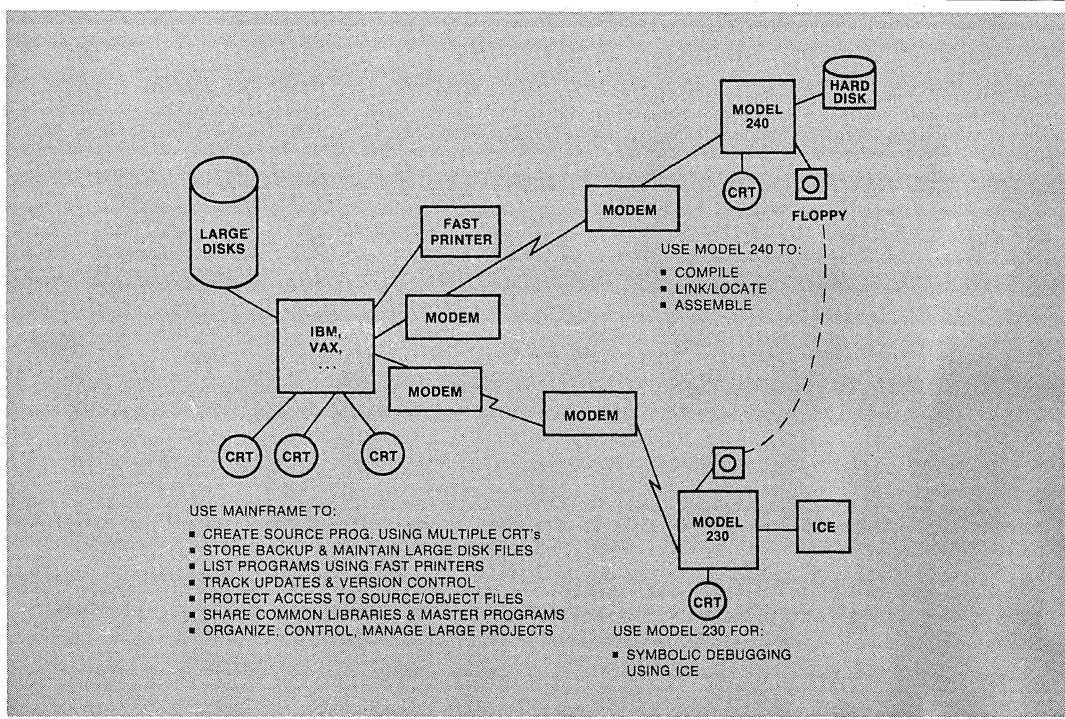 HARD
DISK
MODEL
240
CRT
FLOPPY
MODEM
FAST
PRINTER
LARGE
DISKS
USE MODEL 240 TO:
■ COMPILE
■ LINK/LOCATE
■ ASSEMBLE
MODEM
IBM,
VAX,
...
MODEM
MODEM
CRT
CRT
CRT
USE MAINFRAME TO:
■ CREATE SOURCE PROG. USING MULTIPLE CRT's
■ STORE BACKUP & MAINTAIN LARGE DISK FILES
■ LIST PROGRAMS USING FAST PRINTERS
■ TRACK UPDATES & VERSION CONTROL
■ PROTECT ACCESS TO SOURCE/OBJECT FILES
■ SHARE COMMON LIBRARIES & MASTER PROGRAMS
■ ORGANIZE, CONTROL, MANAGE LARGE PROJECTS
MODEL
230
ICE
CRT
USE MODEL 230 FOR:
■ SYMBOLIC DEBUGGING
USING ICE